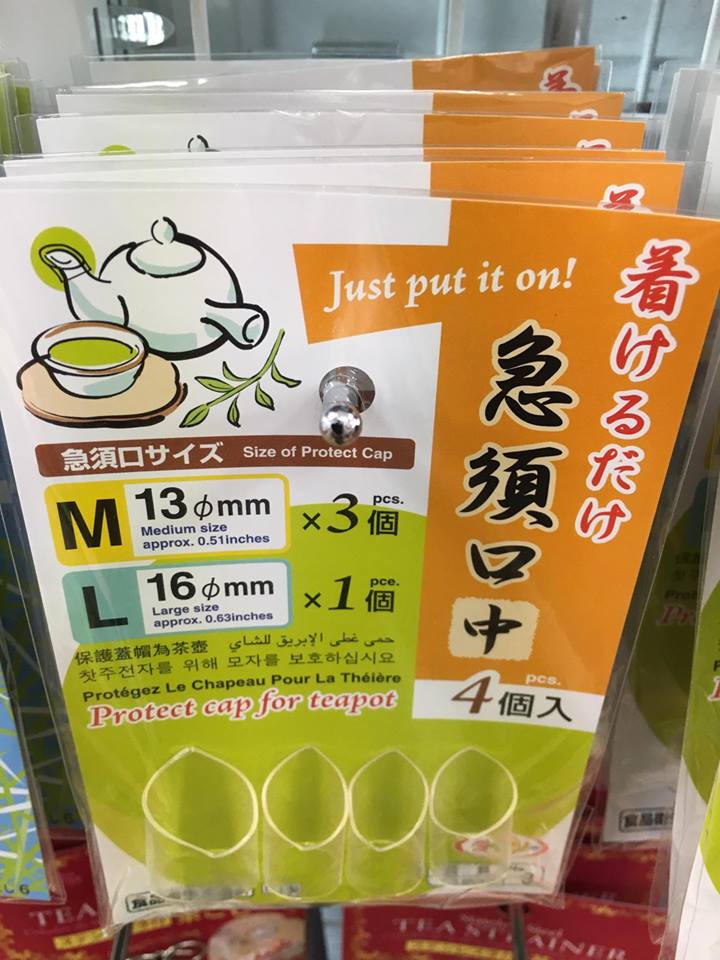 Just put it on!
着けるだけ
急須口
中
pcs.
4個入
急須口サイズ Size of Protect Cap
M 13φmm
Medium size
approx. 0.51inches
pcs.
×3個
L 16φmm
Large size
approx. 0.63inches
pce.
×1個
保護蓋帽為茶壺 حمى غطى الإبريق للشاي
찻주전자를 위해 모자를 보호하십시요
Protégez Le Chapeau Pour La Théière
Protect cap for teapot
TEA
TEA STRAINER